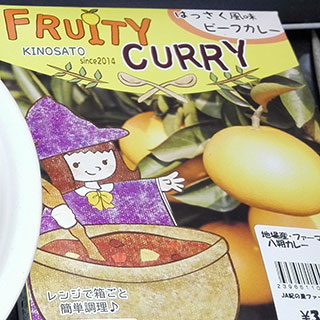 FRUITY
はっさく風味
ビーフカレー
KINOSATO
CURRY
since2014
地場産・ファーマ
八朔カレー
JA紀の里ファー
レンジで箱ごと
簡単調理♪